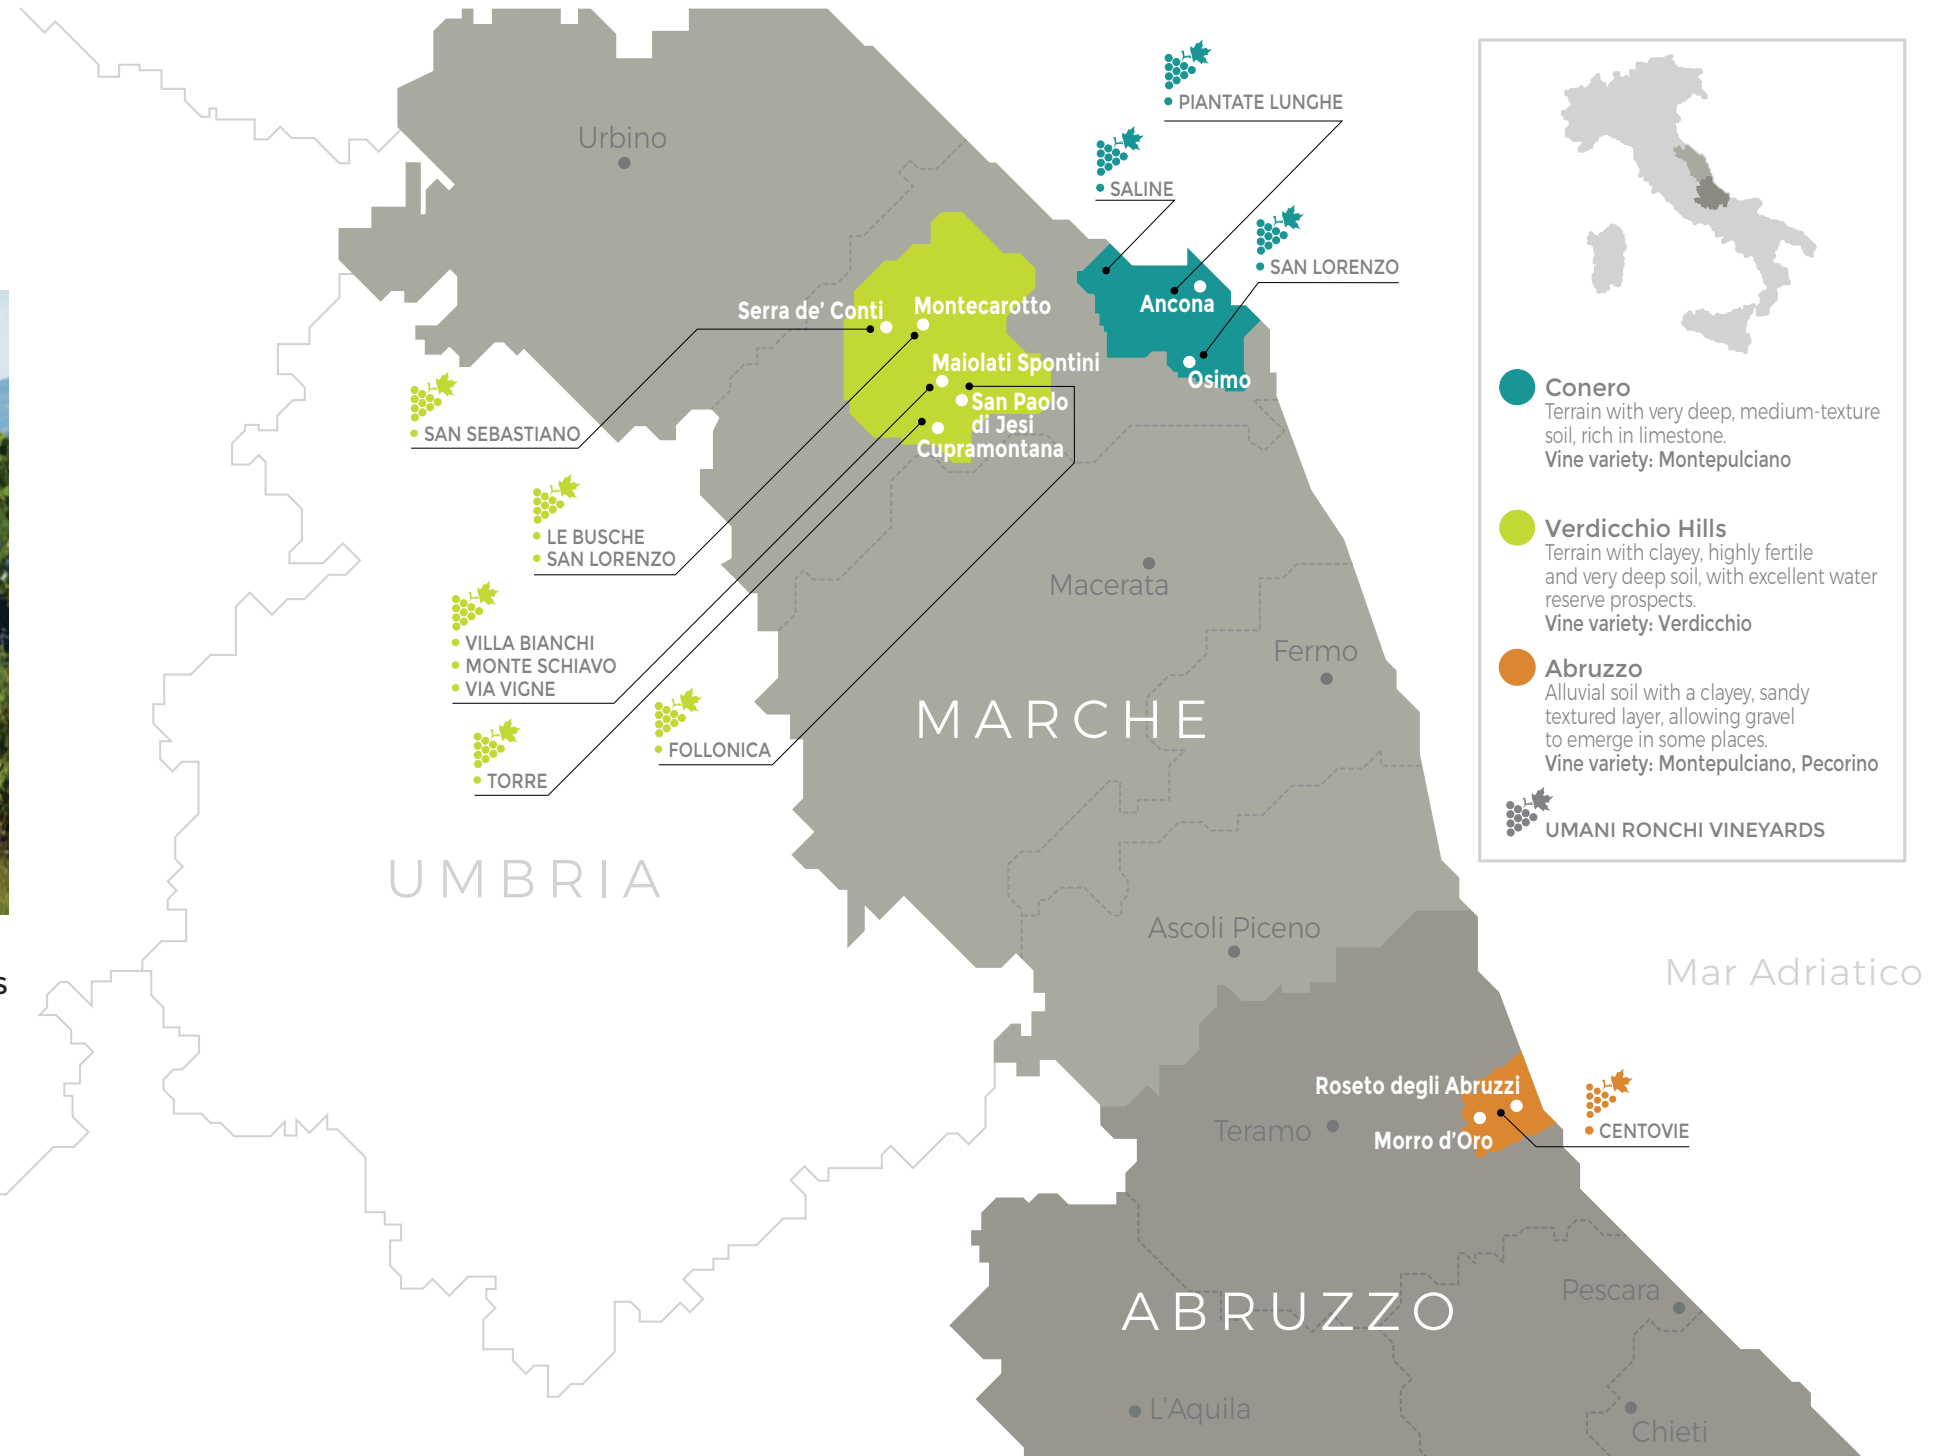 Urbino
PIANTATE LUNGHE
SALINE
SAN LORENZO
Serra de’ Conti
Montecarotto
Ancona
Maiolati Spontini
Osimo
San Paolo
di Jesi
Cupramontana
SAN SEBASTIANO
LE BUSCHE
SAN LORENZO
VILLA BIANCHI
MONTE SCHIAVO
VIA VIGNE
TORRE
FOLLONICA
Macerata
Fermo
MARCHE
UMBRIA
Ascoli Piceno
Mar Adriatico
Roseto degli Abruzzi
Teramo
Morro d’Oro
CENTOVIE
ABRUZZO
Pescara
L’Aquila
Chieti
Conero
Terrain with very deep, medium-texture
soil, rich in limestone.
Vine variety: Montepulciano
Verdicchio Hills
Terrain with clayey, highly fertile
and very deep soil, with excellent water
reserve prospects.
Vine variety: Verdicchio
Abruzzo
Alluvial soil with a clayey, sandy
textured layer, allowing gravel
to emerge in some places.
Vine variety: Montepulciano, Pecorino
UMANI RONCHI VINEYARDS